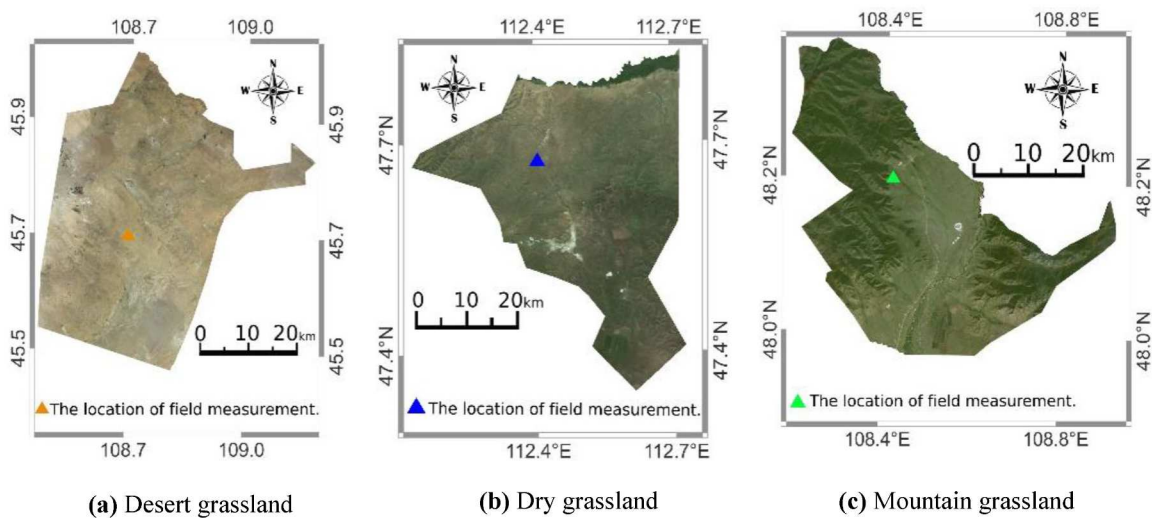 108.7 109.0
N
W E
S
45.9 45.9
45.7 45.7
45.5 45.5
0 10 20km
The location of field measurement.
108.7 109.0
(a) Desert grassland
112.4°E 112.7°E
N
W E
S
47.7°N 47.7°N
0 10 20km
47.4°N 47.4°N
The location of field measurement.
112.4°E 112.7°E
(b) Dry grassland
108.4°E 108.8°E
N
W E
S
0 10 20km
48.2°N 48.2°N
48.0°N 48.0°N
The location of field measurement.
108.4°E 108.8°E
(c) Mountain grassland